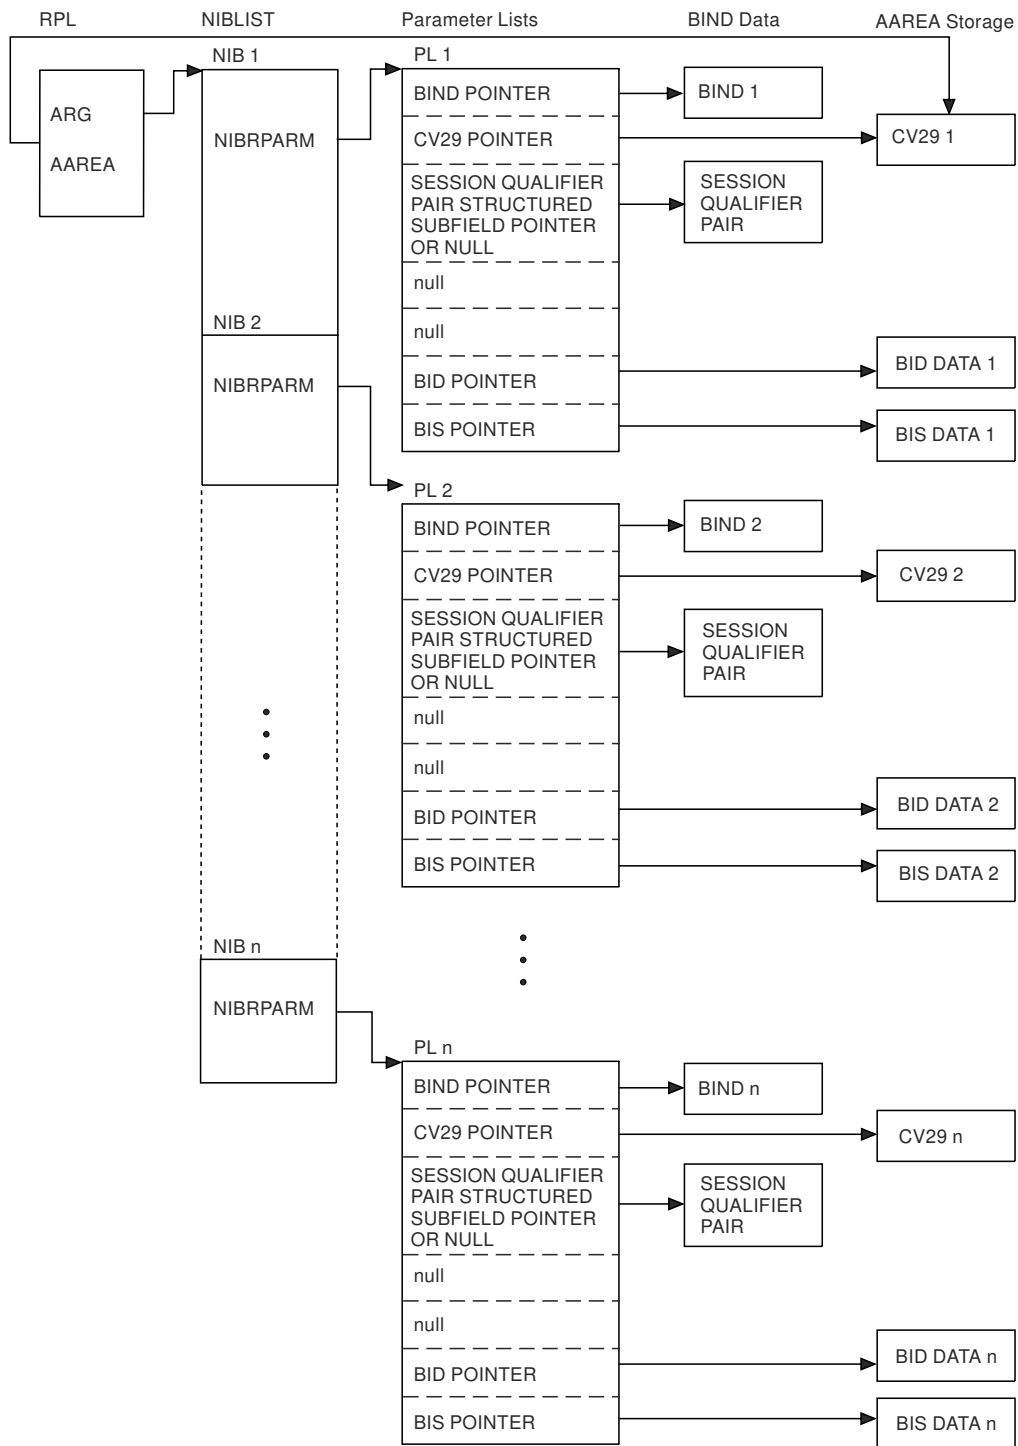 RPL
NIBLIST
Parameter Lists
BIND Data
AAREA Storage
NIB 1
PL 1
ARG
AAREA
NIBRPARM
BIND POINTER
BIND 1
CV29 POINTER
CV29 1
SESSION QUALIFIER
PAIR STRUCTURED
SUBFIELD POINTER
OR NULL
SESSION
QUALIFIER
PAIR
null
null
NIB 2
NIBRPARM
BID POINTER
BID DATA 1
BIS POINTER
BIS DATA 1
PL 2
BIND POINTER
BIND 2
CV29 POINTER
CV29 2
SESSION QUALIFIER
PAIR STRUCTURED
SUBFIELD POINTER
OR NULL
SESSION
QUALIFIER
PAIR
null
null
BID POINTER
BID DATA 2
BIS POINTER
BIS DATA 2
NIB n
NIBRPARM
PL n
BIND POINTER
BIND n
CV29 POINTER
CV29 n
SESSION QUALIFIER
PAIR STRUCTURED
SUBFIELD POINTER
OR NULL
SESSION
QUALIFIER
PAIR
null
null
BID POINTER
BID DATA n
BIS POINTER
BIS DATA n